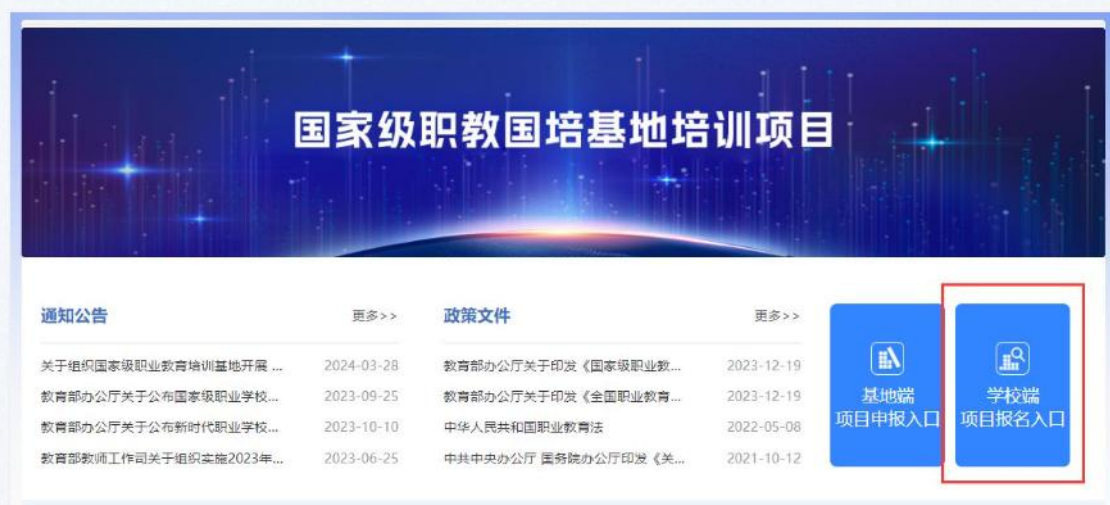 国家级职教国培基地培训项目
通知公告 更多>>
关于组织国家级职业教育培训基地开展 ... 2024-03-28
教育部办公厅关于公布国家级职业学校... 2023-09-25
教育部办公厅关于公布新时代职业学校... 2023-10-10
教育部教师工作司关于组织实施2023年... 2023-06-25
政策文件 更多>>
教育部办公厅关于印发《国家级职业教... 2023-12-19
教育部办公厅关于印发《全国职业教育... 2023-12-19
中华人民共和国职业教育法 2022-05-08
中共中央办公厅 国务院办公厅印发《关... 2021-10-12
基地端
项目申报入口
学校端
项目报名入口